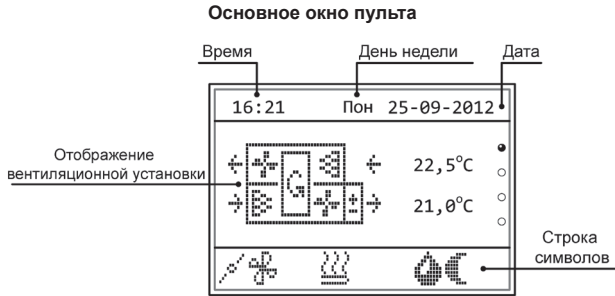 Основное окно пульта
Время
День недели
Дата
16:21 Пон 25-09-2012
Отображение
вентиляционной установки
G
22,5°C
21,0°C
Строка
символов